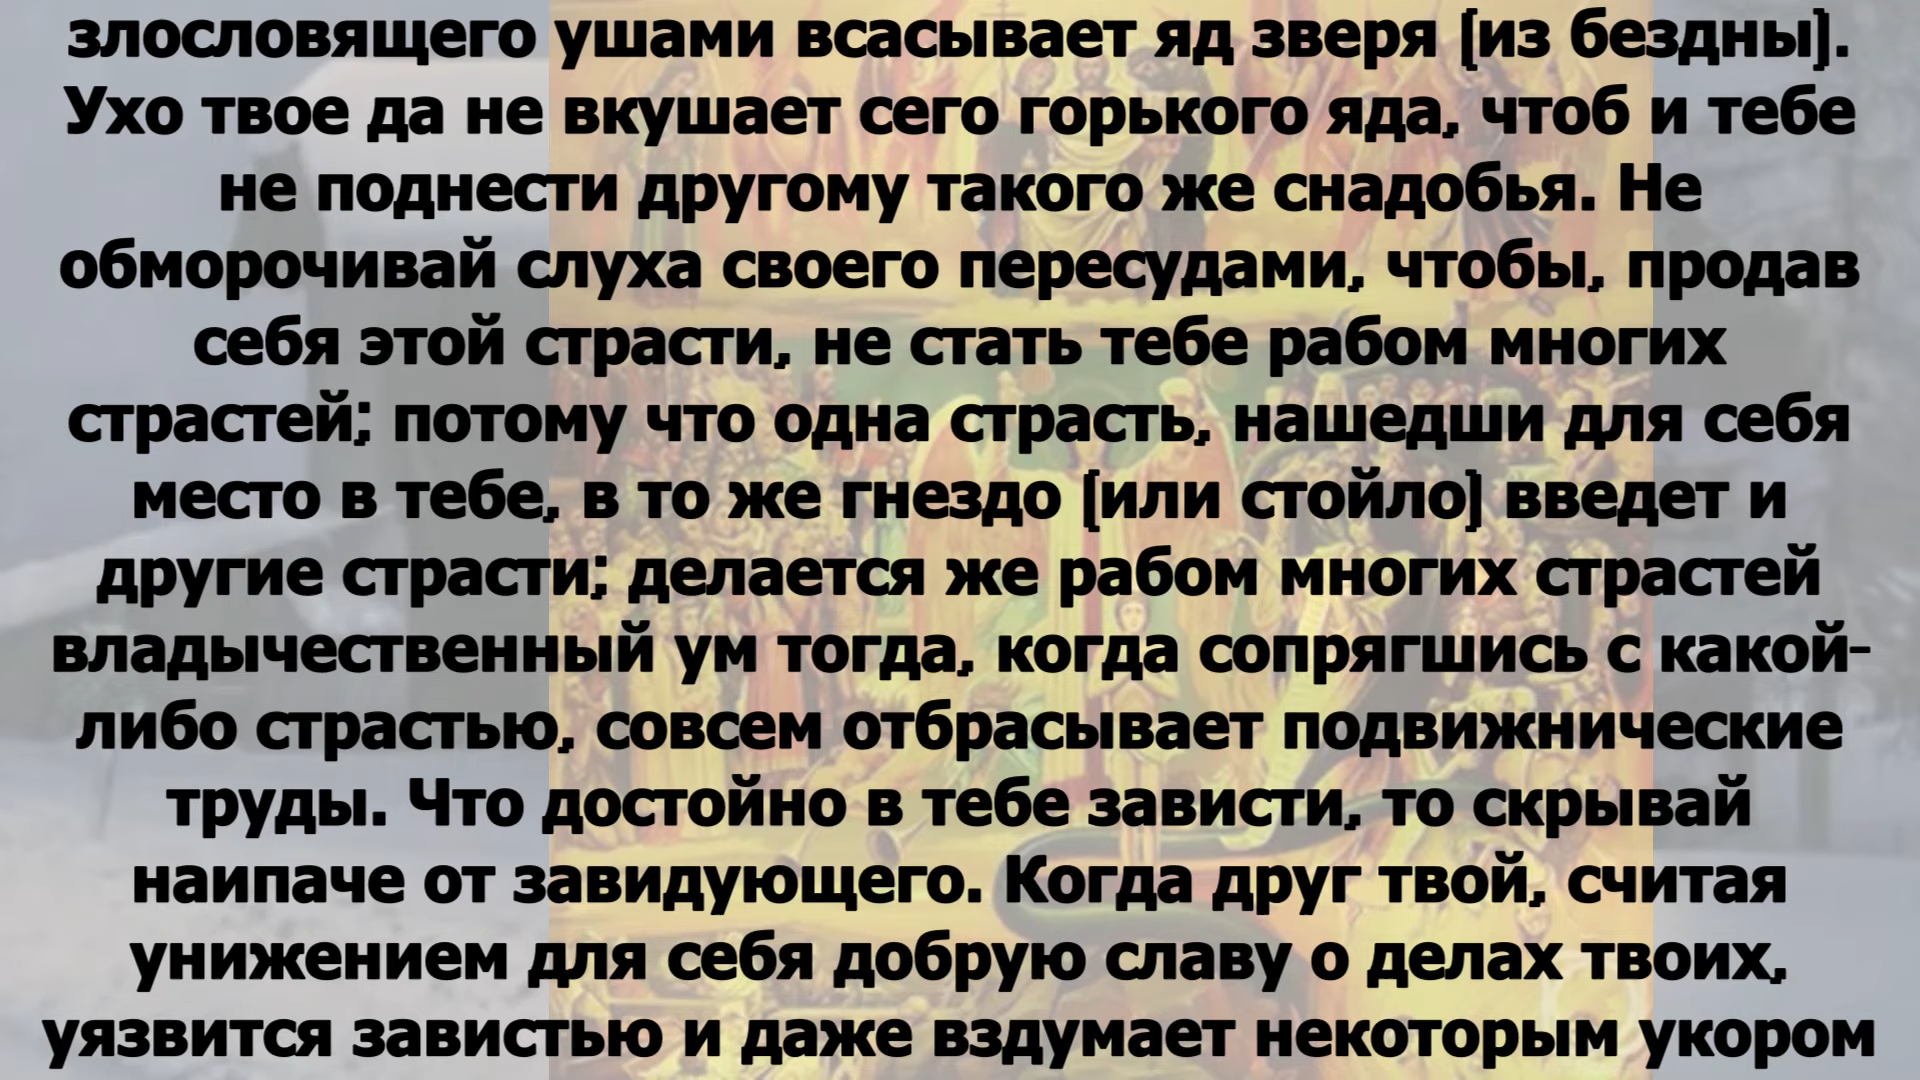 злословящего ушами всасывает яд зверя (из бездны).
Ухо твое да не вкушает сего горького яда, чтоб и тебе
не поднести другому такого же снадобья. Не
обморочивай слуха своего пересудами, чтобы, продав
себя этой страсти, не стать тебе рабом многих
страстей; потому что одна страсть, нашедши для себя
место в тебе, в то же гнездо (или стойло) введет и
другие страсти; делается же рабом многих страстей
владычественный ум тогда, когда сопрягшись с какой-
либо страстью, совсем отбрасывает подвижнические
труды. Что достойно в тебе зависти, то скрывай
наипаче от завидующего. Когда друг твой, считая
унижением для себя добрую славу о делах твоих,
уязвится завистью и даже вздумает некоторым укором